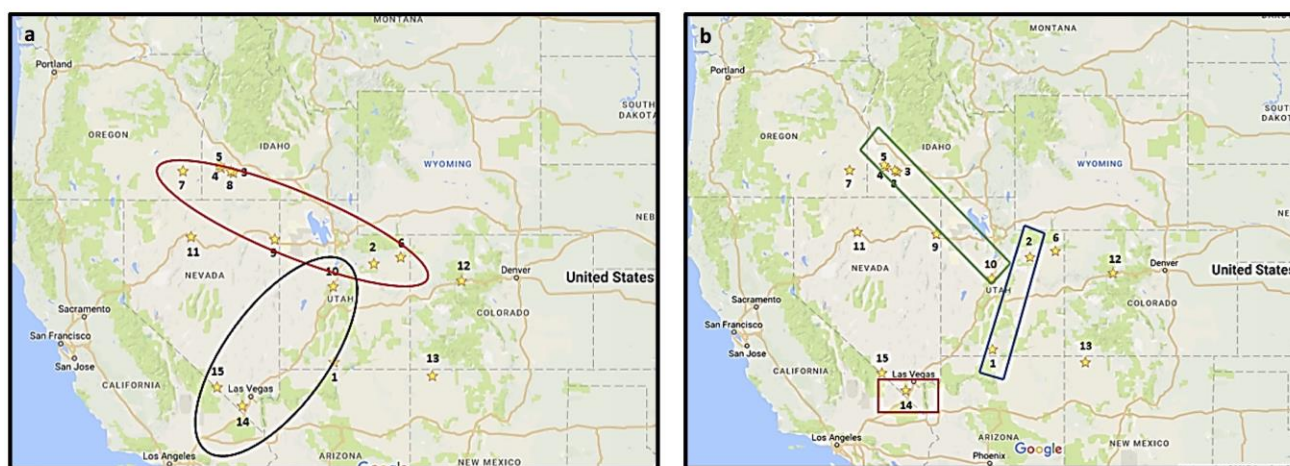 a
MONTANA
Portland
OREGON
IDAHO
SOUTH
DAKOTA
WYOMING
5
4
3
7
8
NEB
11
9
2
6
10
12
NEVADA
UTAH
Denver
United States
COLORADO
Sacramento
San Francisco
San Jose
13
15
1
Las Vegas
CALIFORNIA
14
Los Angeles
ARIZONA
NEW MEXICO
b
MONTANA
Portland
OREGON
IDAHO
SOUTH
DAKOTA
WYOMING
5
4
3
7
NEB
11
9
2
6
10
12
NEVADA
UTAH
Denver
United States
COLORADO
Sacramento
San Francisco
San Jose
13
15
1
Las Vegas
CALIFORNIA
14
Los Angeles
ARIZONA
Google
NEW MEXICO
Phoenix